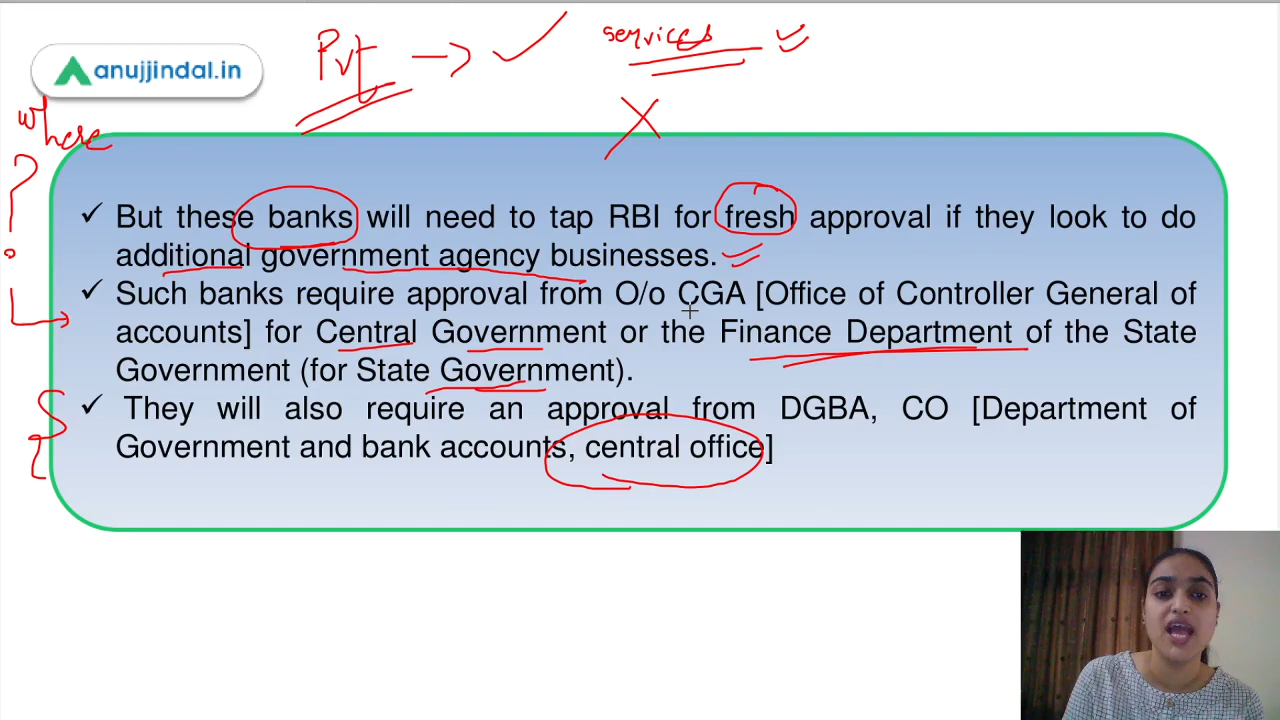 Pvt → ✓ services
anujjindal.in
where
?
✓ But these banks will need to tap RBI for fresh approval if they look to do
additional government agency businesses.
✓ Such banks require approval from O/o CGA [Office of Controller General of
accounts] for Central Government or the Finance Department of the State
Government (for State Government).
✓ They will also require an approval from DGBA, CO [Department of
Government and bank accounts, central office]